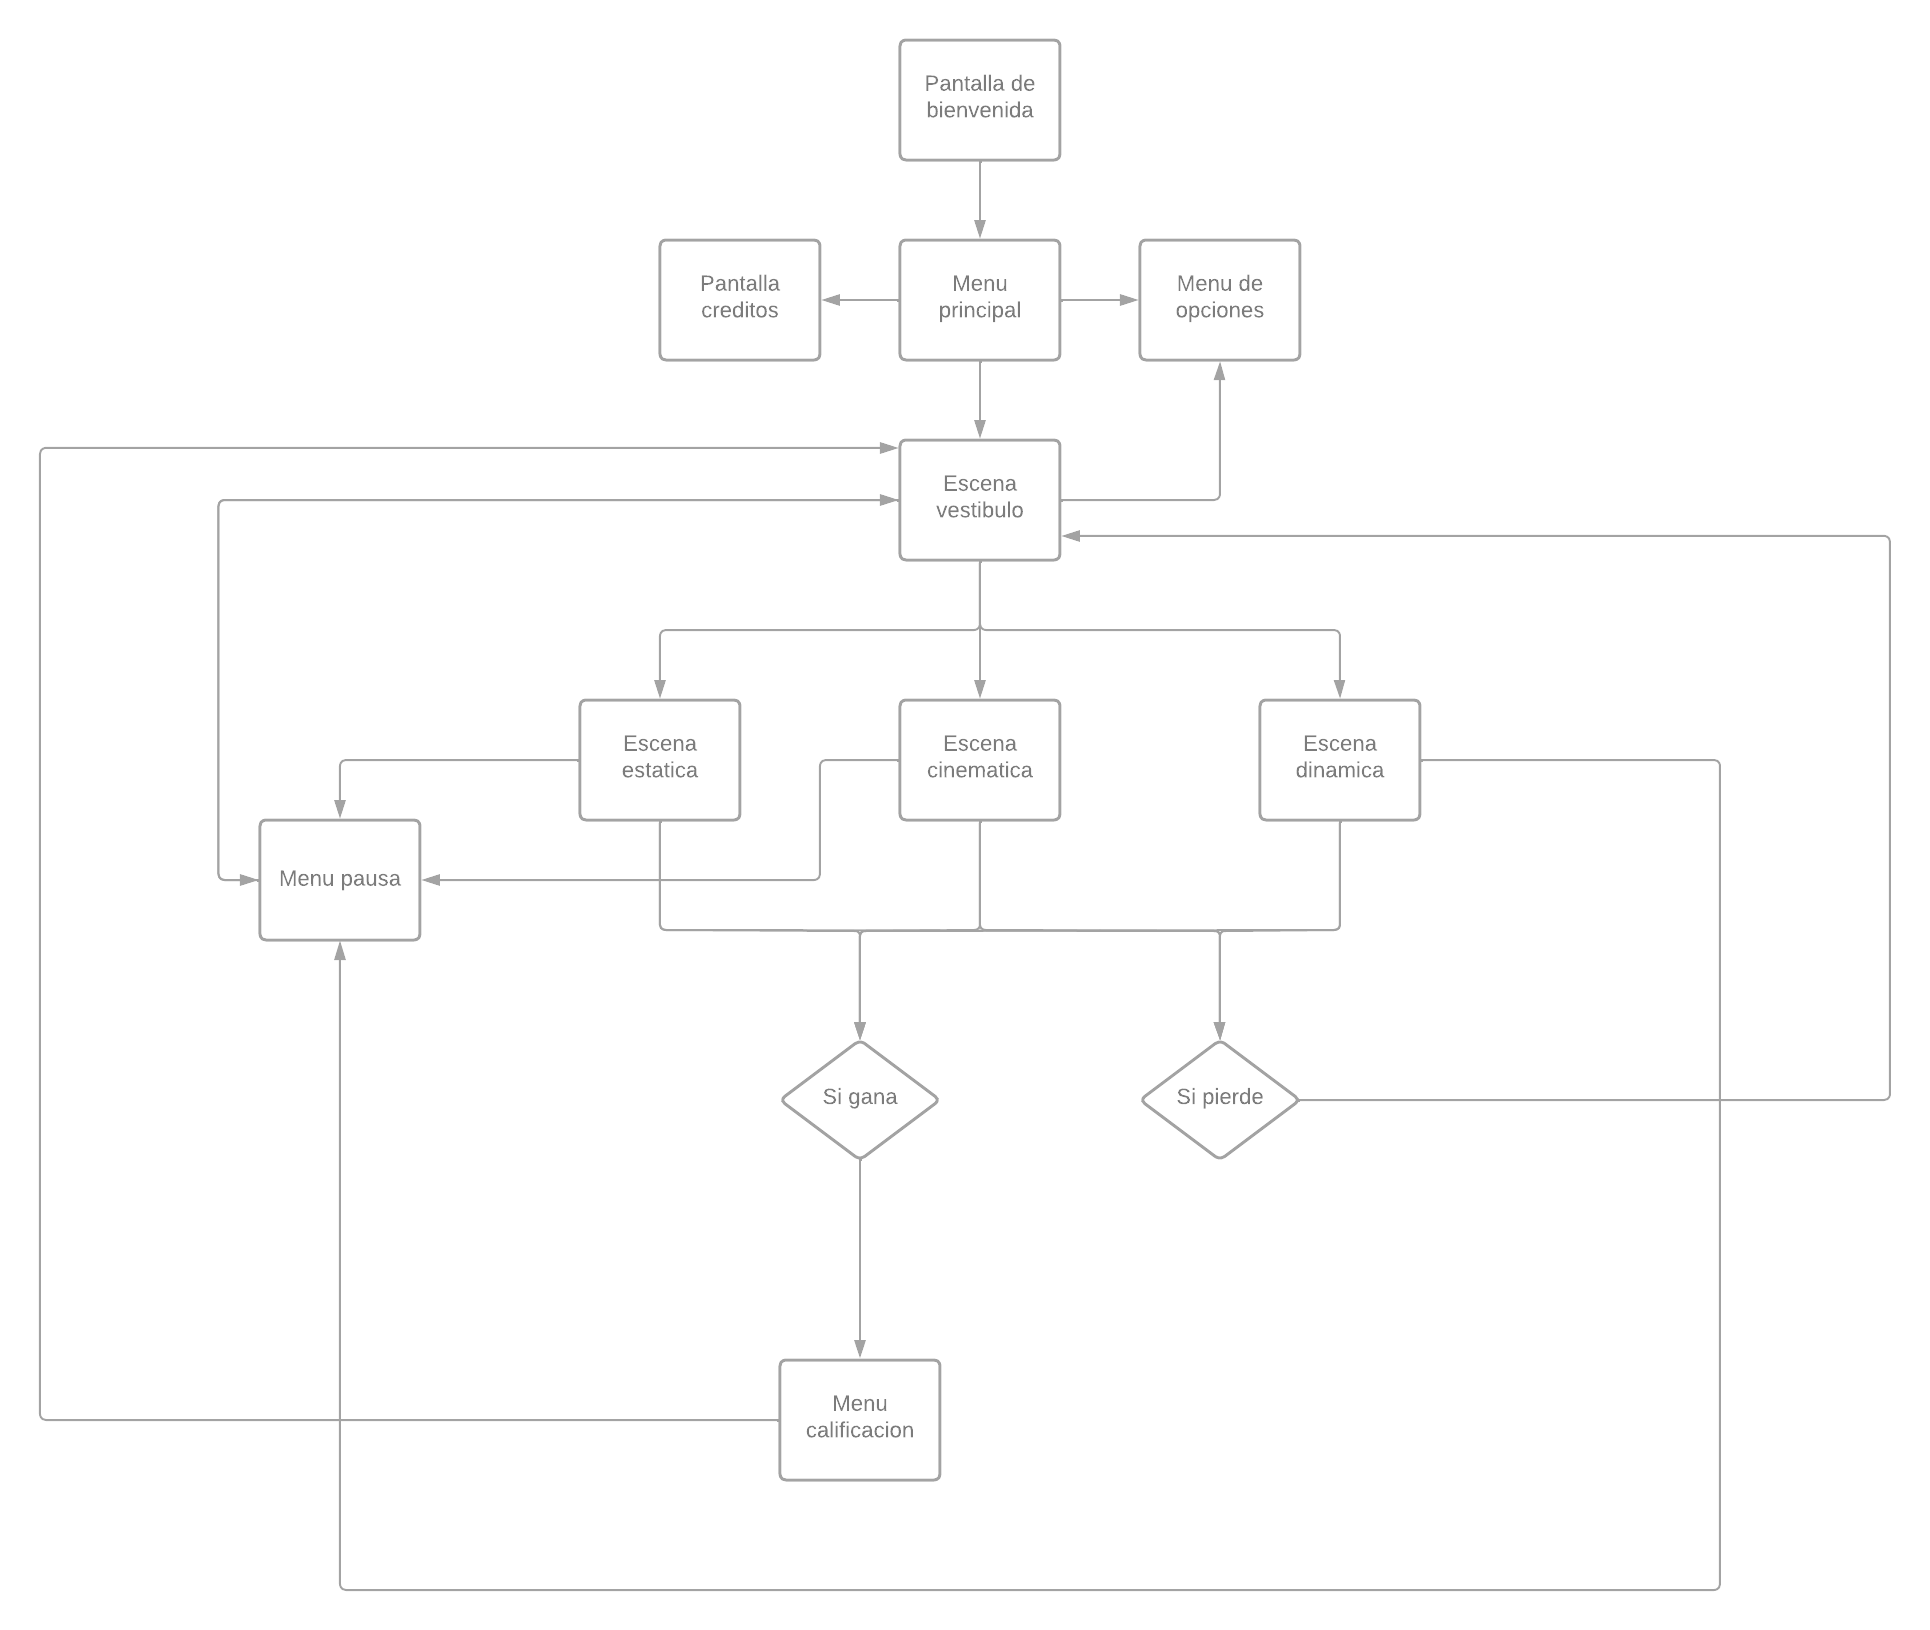 Pantalla de
bienvenida
Pantalla
creditos
Menu
principal
Menu de
opciones
Escena
vestibulo
Escena
estatica
Escena
cinematica
Escena
dinamica
Menu pausa
Si gana
Si pierde
Menu
calificacion